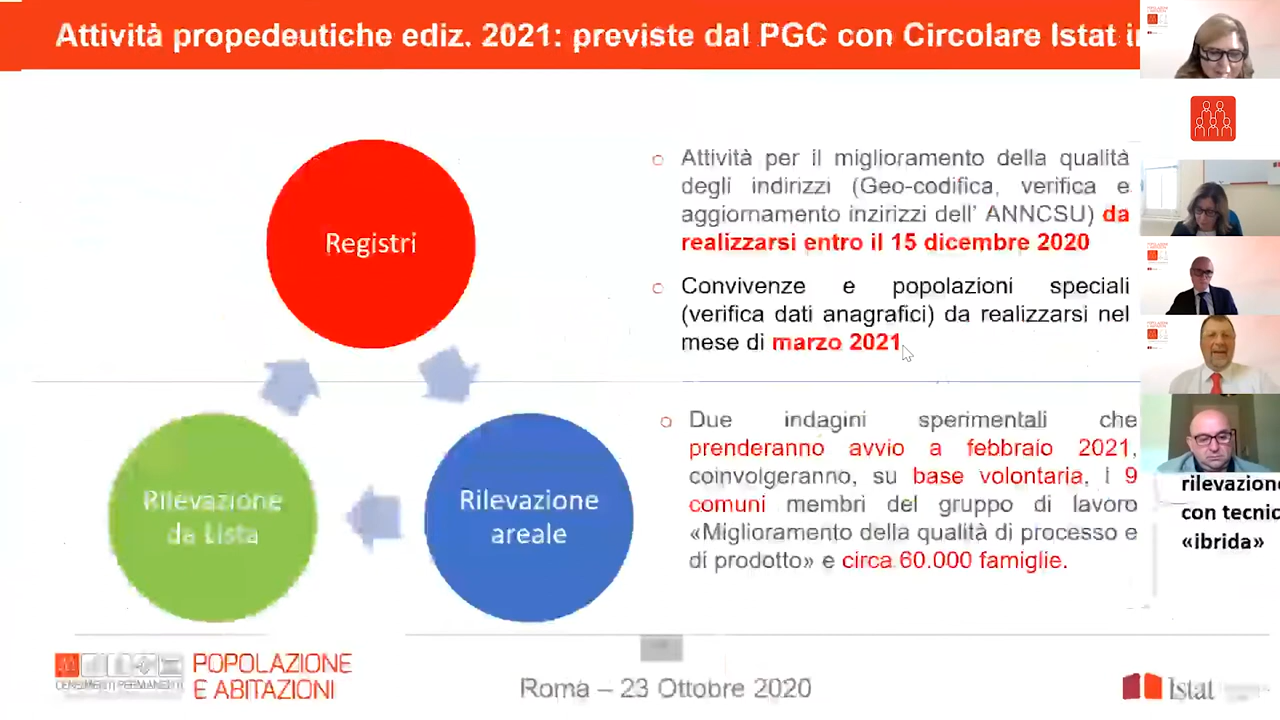 Attività propedeutiche ediz. 2021: previste dal PGC con Circolare Istat in
Registri
Attività per il miglioramento della qualità
degli indirizzi (Geo-codifica, verifica e
aggiornamento inzirizzi dell' ANNCSU) da
realizzarsi entro il 15 dicembre 2020
Convivenze e popolazioni speciali
(verifica dati anagrafici) da realizzarsi nel
mese di marzo 2021
Rilevazione
da Lista
Rilevazione
areale
Due indagini sperimentali che
prenderanno avvio a febbraio 2021,
coinvolgeranno, su base volontaria, i 9
comuni membri del gruppo di lavoro
«Miglioramento della qualità di processo e
di prodotto» e circa 60.000 famiglie.
rilevazione
con tecnic
«ibrida»
CENSIMENTI PERMANENTI
POPOLAZIONE
E ABITAZIONI
Roma – 23 Ottobre 2020
Istat